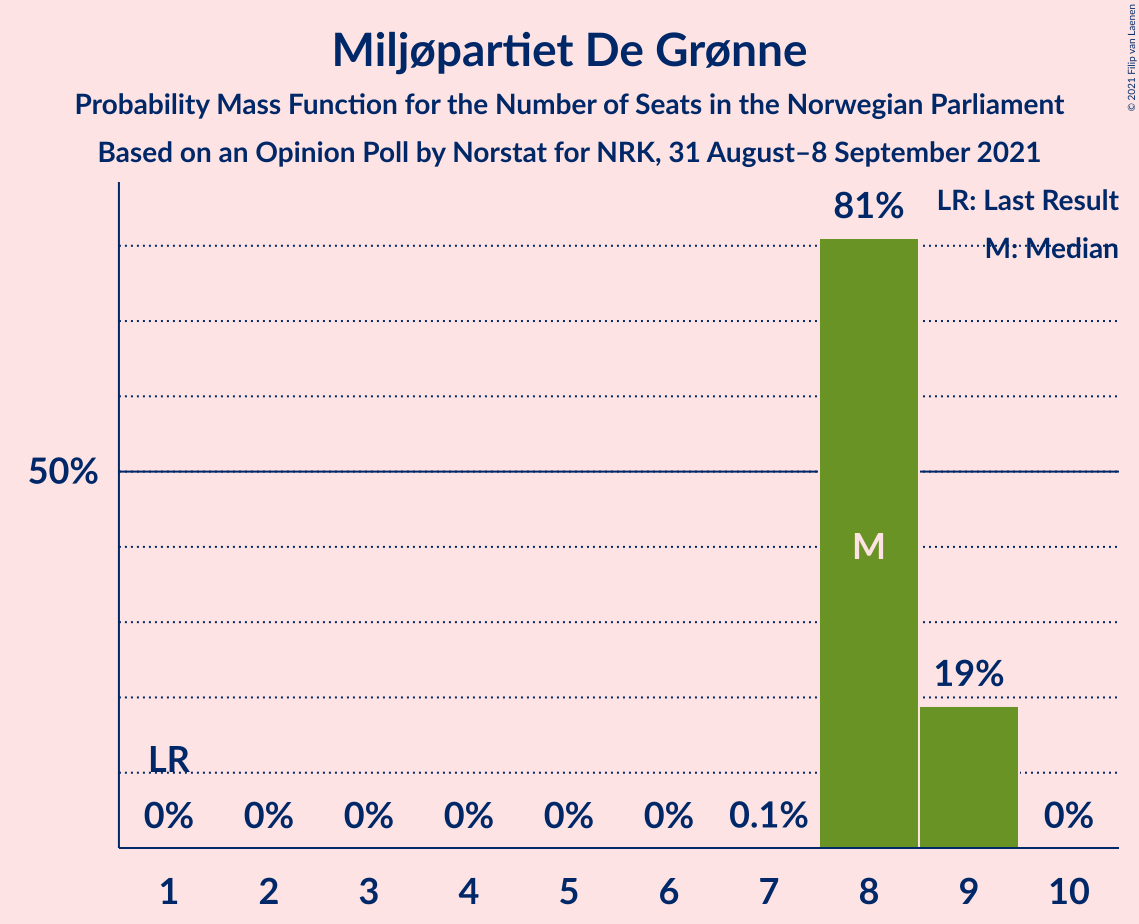 Miljøpartiet De Grønne
Probability Mass Function for the Number of Seats in the Norwegian Parliament
Based on an Opinion Poll by Norstat for NRK, 31 August–8 September 2021
© 2021 Filip van Laenen
LR: Last Result
M: Median
81%
50%
M
19%
LR
0% 0% 0% 0% 0% 0% 0.1% 0%
1 2 3 4 5 6 7 8 9 10